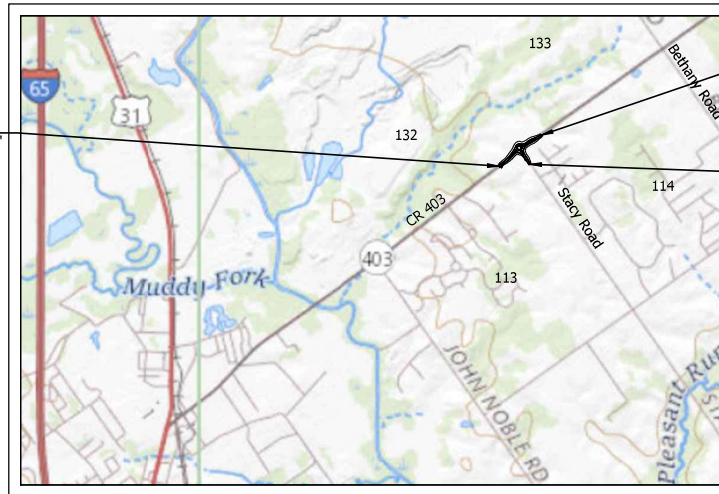 133
Bethany Road
65
31
132
114
CR 403
Stacy Road
403
113
Muddy Fork
JOHN NOBLE RD
Pleasant Run